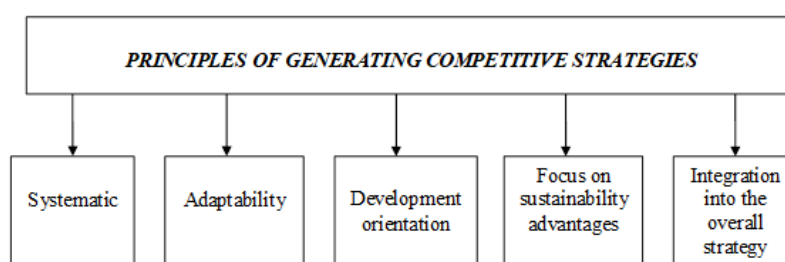 PRINCIPLES OF GENERATING COMPETITIVE STRATEGIES
Systematic
Adaptability
Development
orientation
Focus on
sustainability
advantages
Integration
into the
overall
strategy